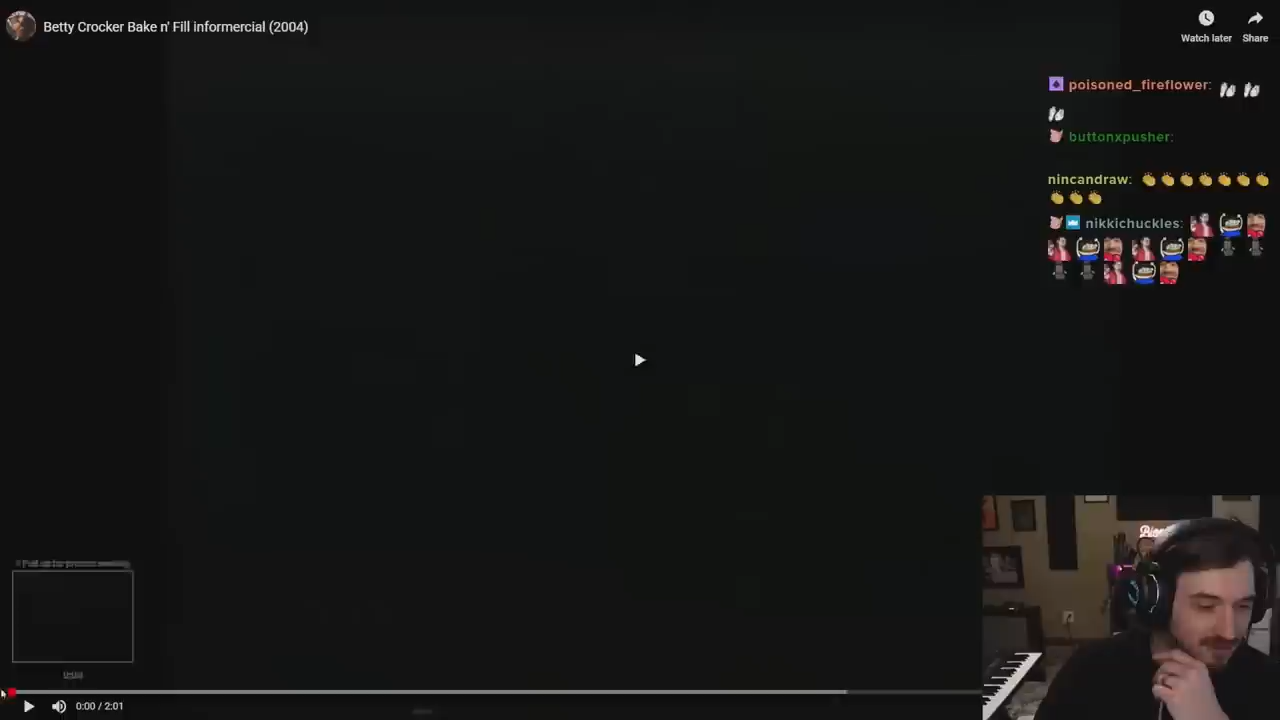 Betty Crocker Bake n' Fill informercial (2004)
Watch later
Share
poisoned_fireflower:
buttonxpusher:
nincandraw:
nikkichuckles:
0:00 / 2:01